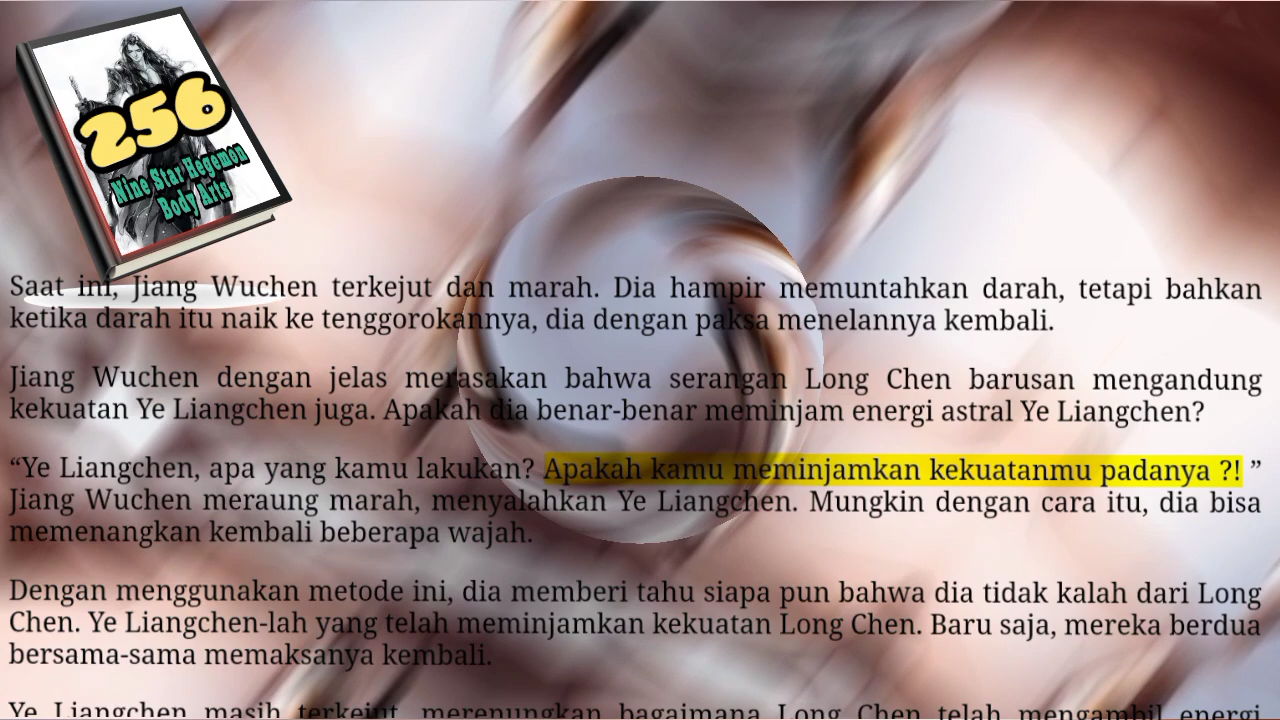 256
Nine Star Hegemon
Body Arts
Saat ini, Jiang Wuchen terkejut dan marah. Dia hampir memuntahkan darah, tetapi bahkan
ketika darah itu naik ke tenggorokannya, dia dengan paksa menelannya kembali.
Jiang Wuchen dengan jelas merasakan bahwa serangan Long Chen barusan mengandung
kekuatan Ye Liangchen juga. Apakah dia benar-benar meminjam energi astral Ye Liangchen?
“Ye Liangchen, apa yang kamu lakukan? Apakah kamu meminjamkan kekuatanmu padanya ?! ”
Jiang Wuchen meraung marah, menyalahkan Ye Liangchen. Mungkin dengan cara itu, dia bisa
memenangkan kembali beberapa wajah.
Dengan menggunakan metode ini, dia memberi tahu siapa pun bahwa dia tidak kalah dari Long
Chen. Ye Liangchen-lah yang telah meminjamkan kekuatan Long Chen. Baru saja, mereka berdua
bersama-sama memaksanya kembali.
Ye Liangchen masih terkejut, merenungkan bagaimana Long Chen telah mengambil energi